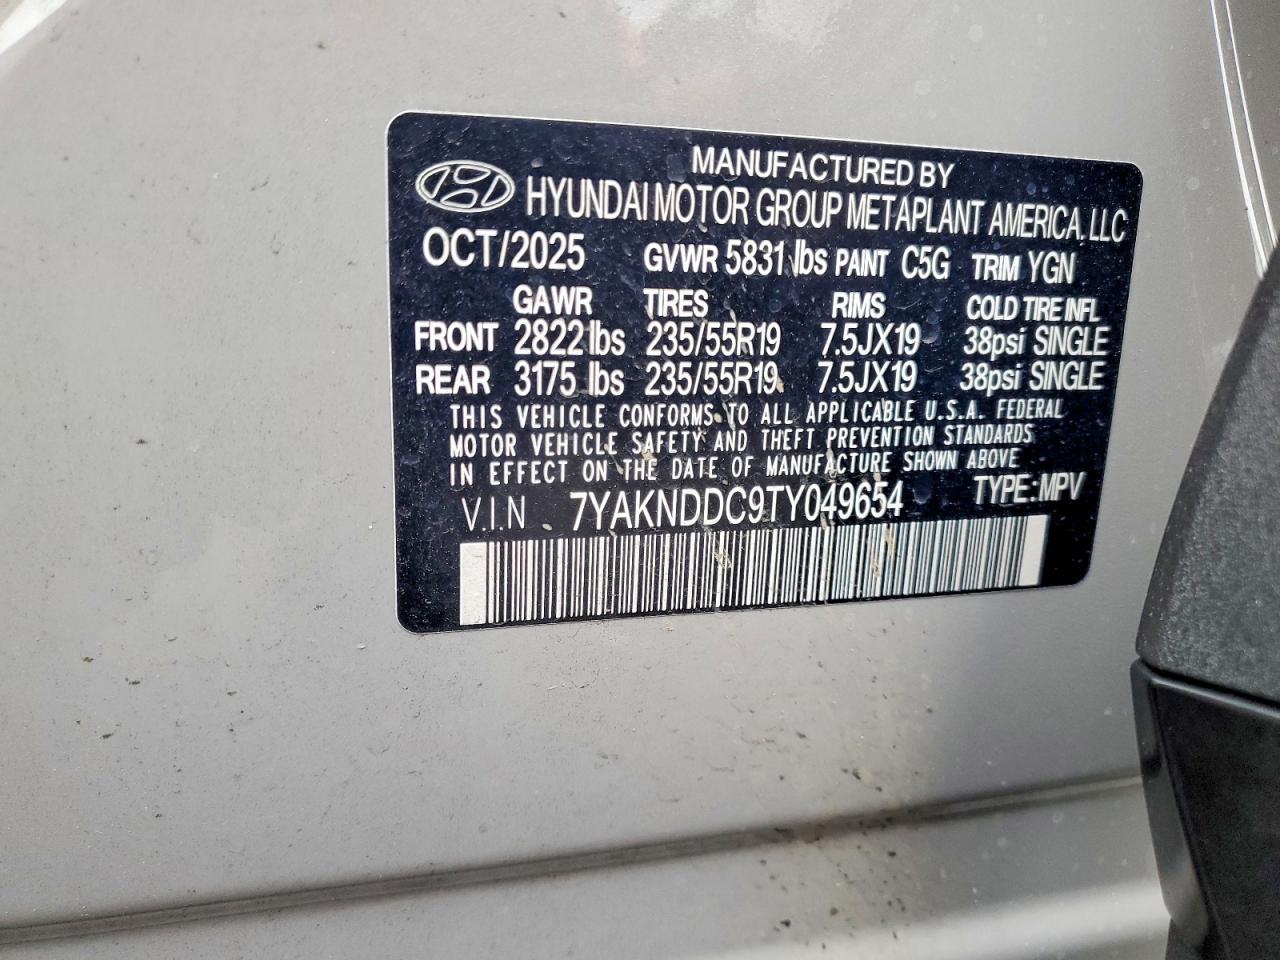 MANUFACTURED BY
HYUNDAI MOTOR GROUP METAPLANT AMERICA, LLC
OCT/2025 GVWR 5831 lbs PAINT C5G TRIM YGN
GAWR TIRES RIMS COLD TIRE INFL
FRONT 2822 lbs 235/55R19 7.5JX19 38psi SINGLE
REAR 3175 lbs 235/55R19 7.5JX19 38psi SINGLE
THIS VEHICLE CONFORMS TO ALL APPLICABLE U.S.A. FEDERAL
MOTOR VEHICLE SAFETY AND THEFT PREVENTION STANDARDS
IN EFFECT ON THE DATE OF MANUFACTURE SHOWN ABOVE
V.I.N 7YAKNDDC9TY049654 TYPE: MPV